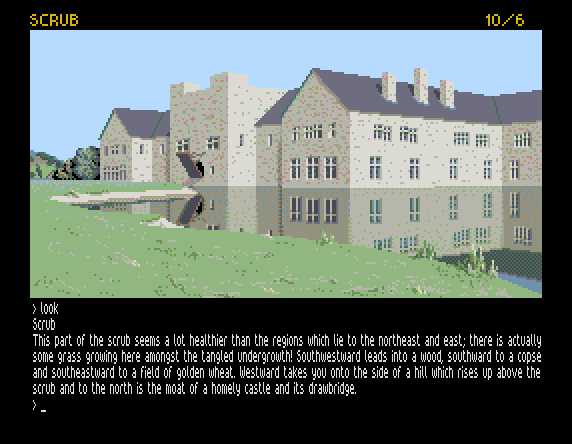 SCRUB 10/6
> look
Scrub
This part of the scrub seems a lot healthier than the regions which lie to the northeast and east; there is actually
some grass growing here amongst the tangled undergrowth! Southwestward leads into a wood, southward to a copse
and southeastward to a field of golden wheat. Westward takes you onto the side of a hill which rises up above the
scrub and to the north is the moat of a homely castle and its drawbridge.
> _